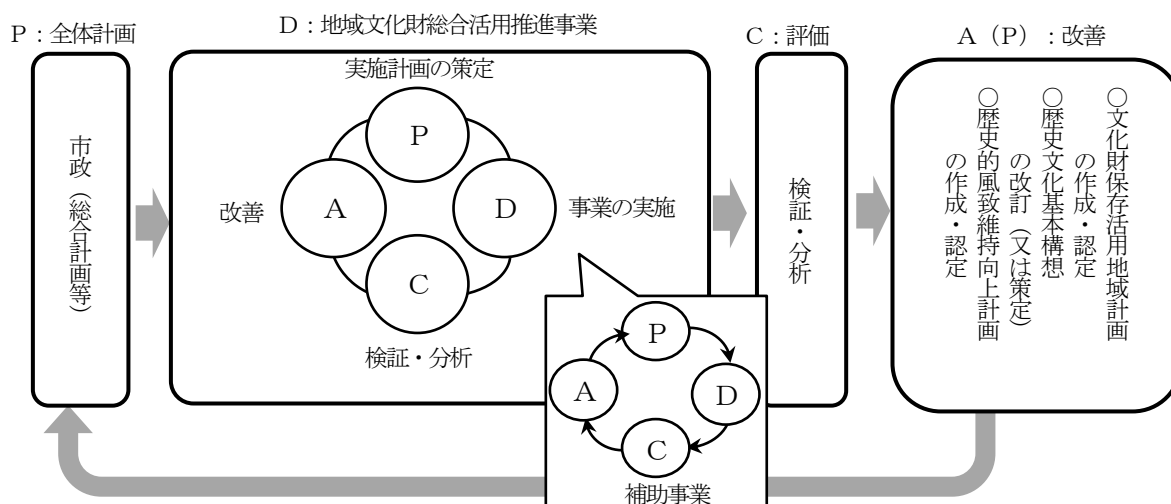 P：全体計画
市政（総合計画等）
D：地域文化財総合活用推進事業
実施計画の策定
P
A
D
C
改善
事業の実施
検証・分析
P
A
D
C
補助事業
C：評価
検証・分析
A（P）：改善
○文化財保存活用地域計画
の作成・認定
○歴史文化基本構想
の改訂（又は策定）
○歴史的風致維持向上計画
の作成・認定